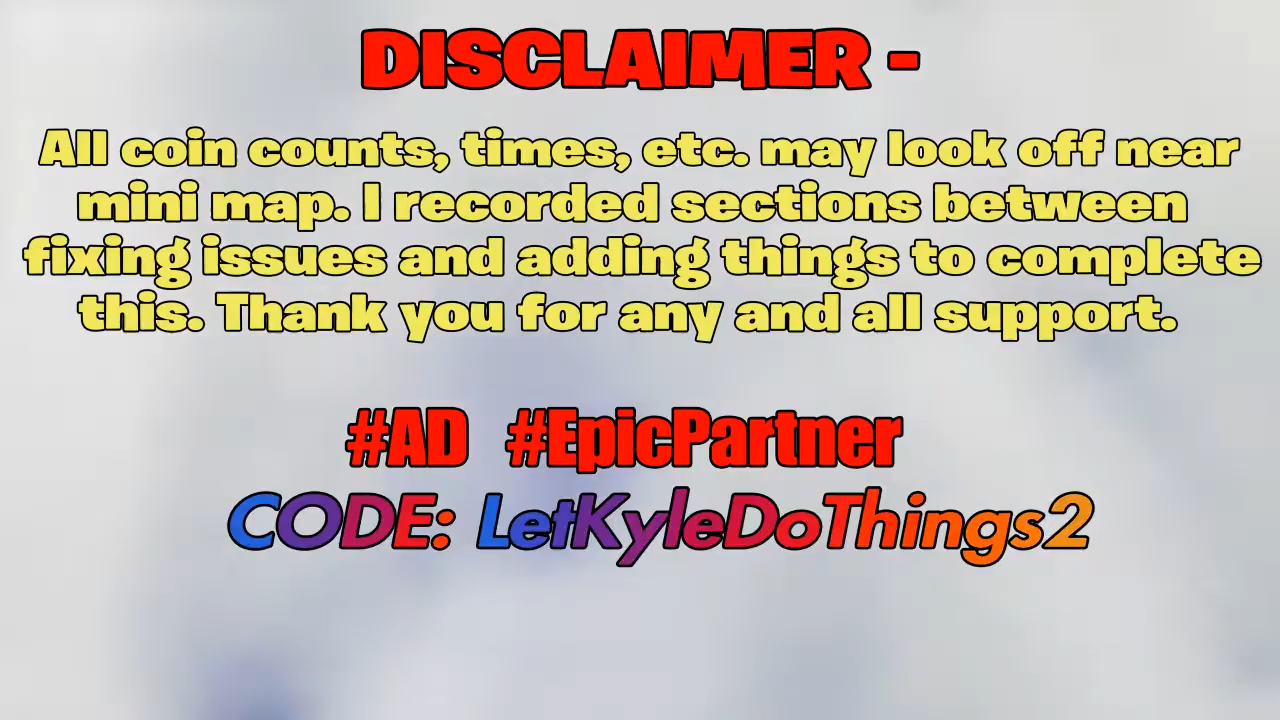 DISCLAIMER -
All coin counts, times, etc. may look off near
mini map. I recorded sections between
fixing issues and adding things to complete
this. Thank you for any and all support.
#AD #EpicPartner
CODE: LetKyleDoThings2